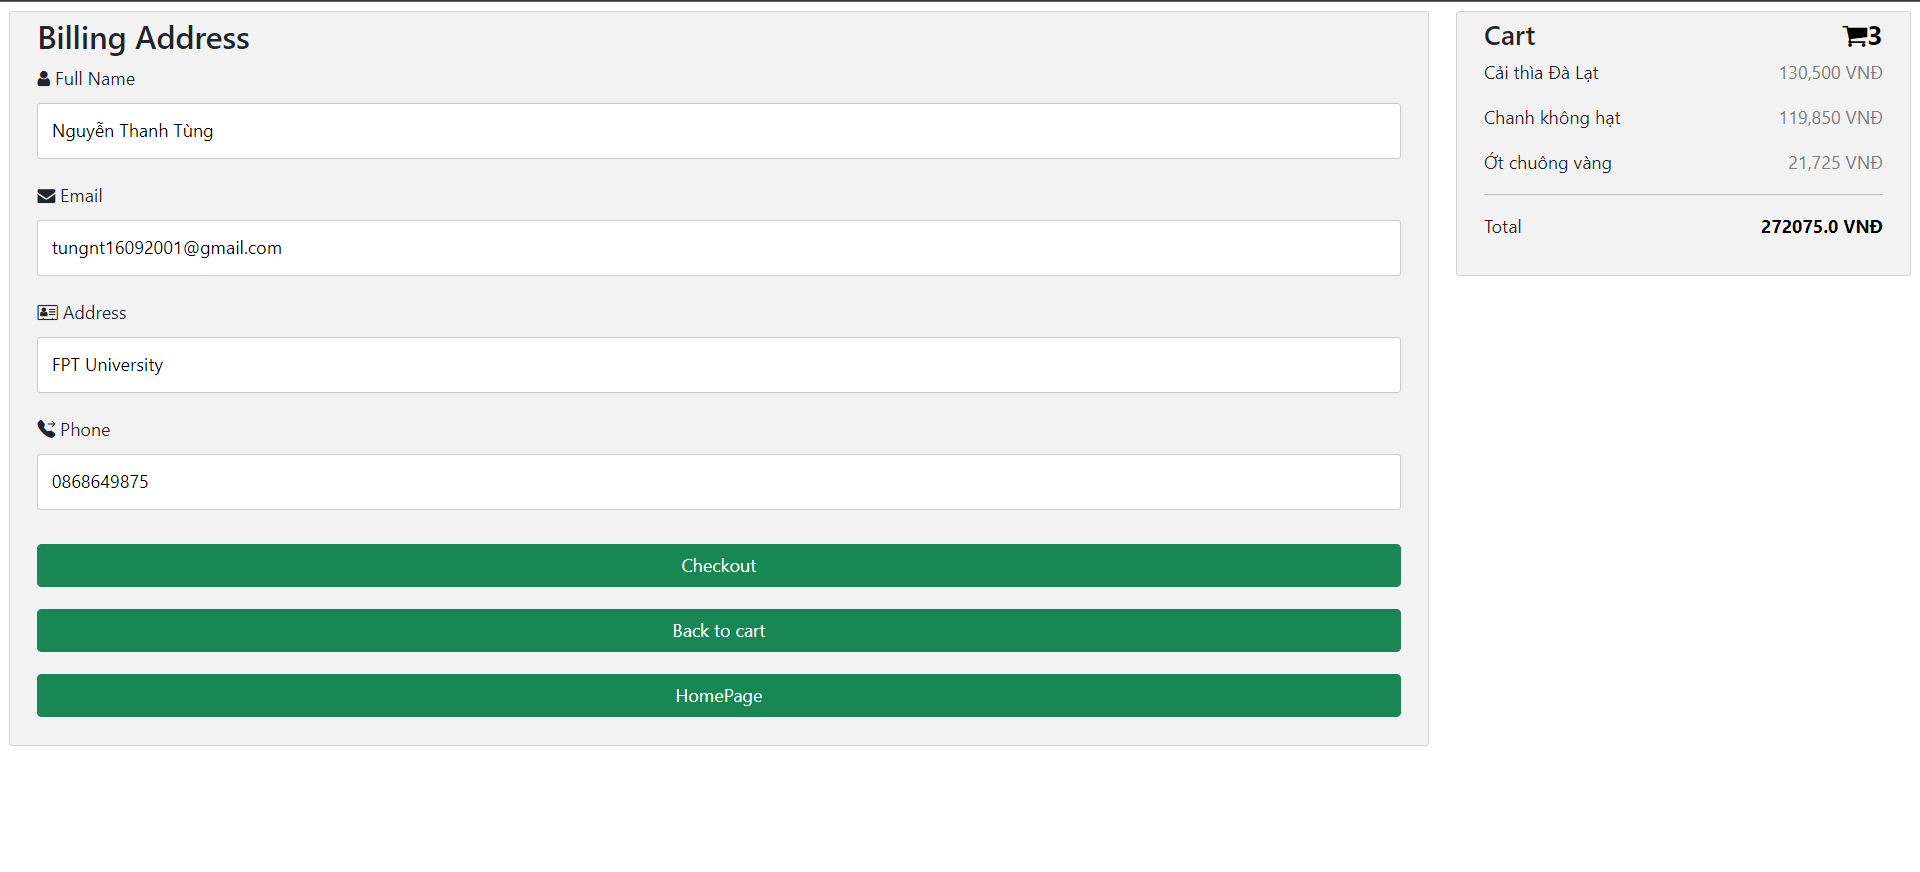 Billing Address
Full Name
Nguyễn Thanh Tùng
Email
tungnt16092001@gmail.com
Address
FPT University
Phone
0868649875
Checkout
Back to cart
HomePage
Cart 3
Cải thìa Đà Lạt 130,500 VNĐ
Chanh không hạt 119,850 VNĐ
Ớt chuông vàng 21,725 VNĐ
Total 272075.0 VNĐ